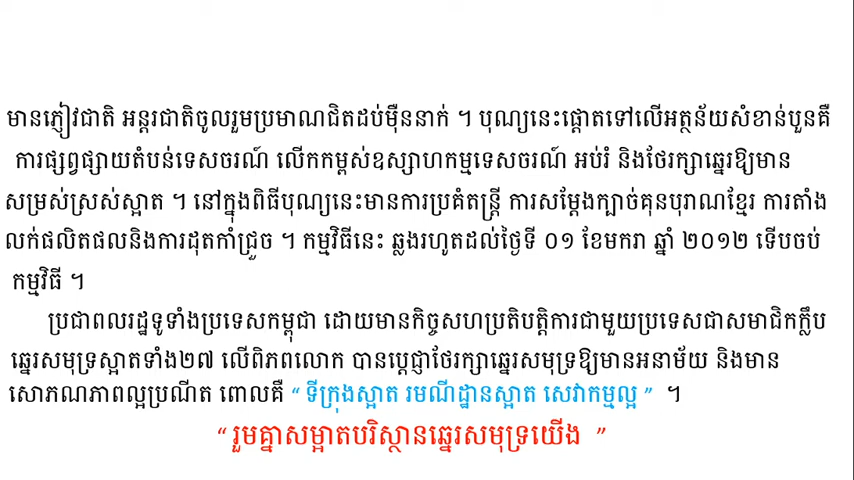 មានភ្ញៀវជាតិ អន្តរជាតិចូលរួមប្រមាណជិតដប់ម៉ឺននាក់ ។ បុណ្យនេះផ្តោតទៅលើអត្ថន័យសំខាន់បួនគឺ
ការផ្សព្វផ្សាយតំបន់ទេសចរណ៍ លើកកម្ពស់ឧស្សាហកម្មទេសចរណ៍ អប់រំ និងថែរក្សាឆ្នេរឱ្យមាន
សម្រស់ស្រស់ស្អាត ។ នៅក្នុងពិធីបុណ្យនេះមានការប្រគំតន្ត្រី ការសម្តែងក្បាច់គុនបុរាណខ្មែរ ការតាំង
លក់ផលិតផលនិងការដុតកាំជ្រួច ។ កម្មវិធីនេះ ឆ្លងរហូតដល់ថ្ងៃទី ០១ ខែមករា ឆ្នាំ ២០១២ ទើបចប់
កម្មវិធី ។
ប្រជាពលរដ្ឋទូទាំងប្រទេសកម្ពុជា ដោយមានកិច្ចសហប្រតិបត្តិការជាមួយប្រទេសជាសមាជិកក្លឹប
ឆ្នេរសមុទ្រស្អាតទាំង២៧ លើពិភពលោក បានប្តេជ្ញាថែរក្សាឆ្នេរសមុទ្រឱ្យមានអនាម័យ និងមាន
សោភណភាពល្អប្រណីត ពោលគឺ “ ទីក្រុងស្អាត រមណីដ្ឋានស្អាត សេវាកម្មល្អ ” ។
“ រួមគ្នាសម្អាតបរិស្ថានឆ្នេរសមុទ្រយើង ”